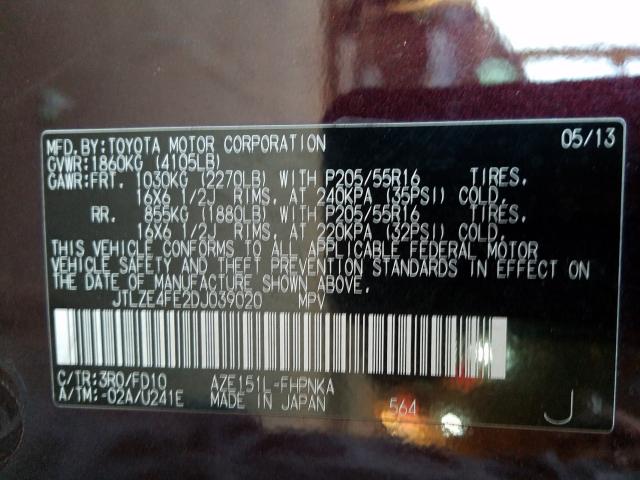 MFD.BY:TOYOTA MOTOR CORPORATION 05/13
GVWR:1860KG (4105LB)
GAWR:FRT. 1030KG (2270LB) WITH P205/55R16 TIRES,
16X6 1/2J RIMS, AT 240KPA (35PSI) COLD.
RR. 855KG (1880LB) WITH P205/55R16 TIRES,
16X6 1/2J RIMS, AT 220KPA (32PSI) COLD.
THIS VEHICLE CONFORMS TO ALL APPLICABLE FEDERAL MOTOR
VEHICLE SAFETY AND THEFT PREVENTION STANDARDS IN EFFECT ON
THE DATE OF MANUFACTURE SHOWN ABOVE.
JTLZE4FE2DJ039020 MPV
C/TR:3R0/FD10 AZE151L-FHPNKA
A/TM:-02A/U241E MADE IN JAPAN 564 J